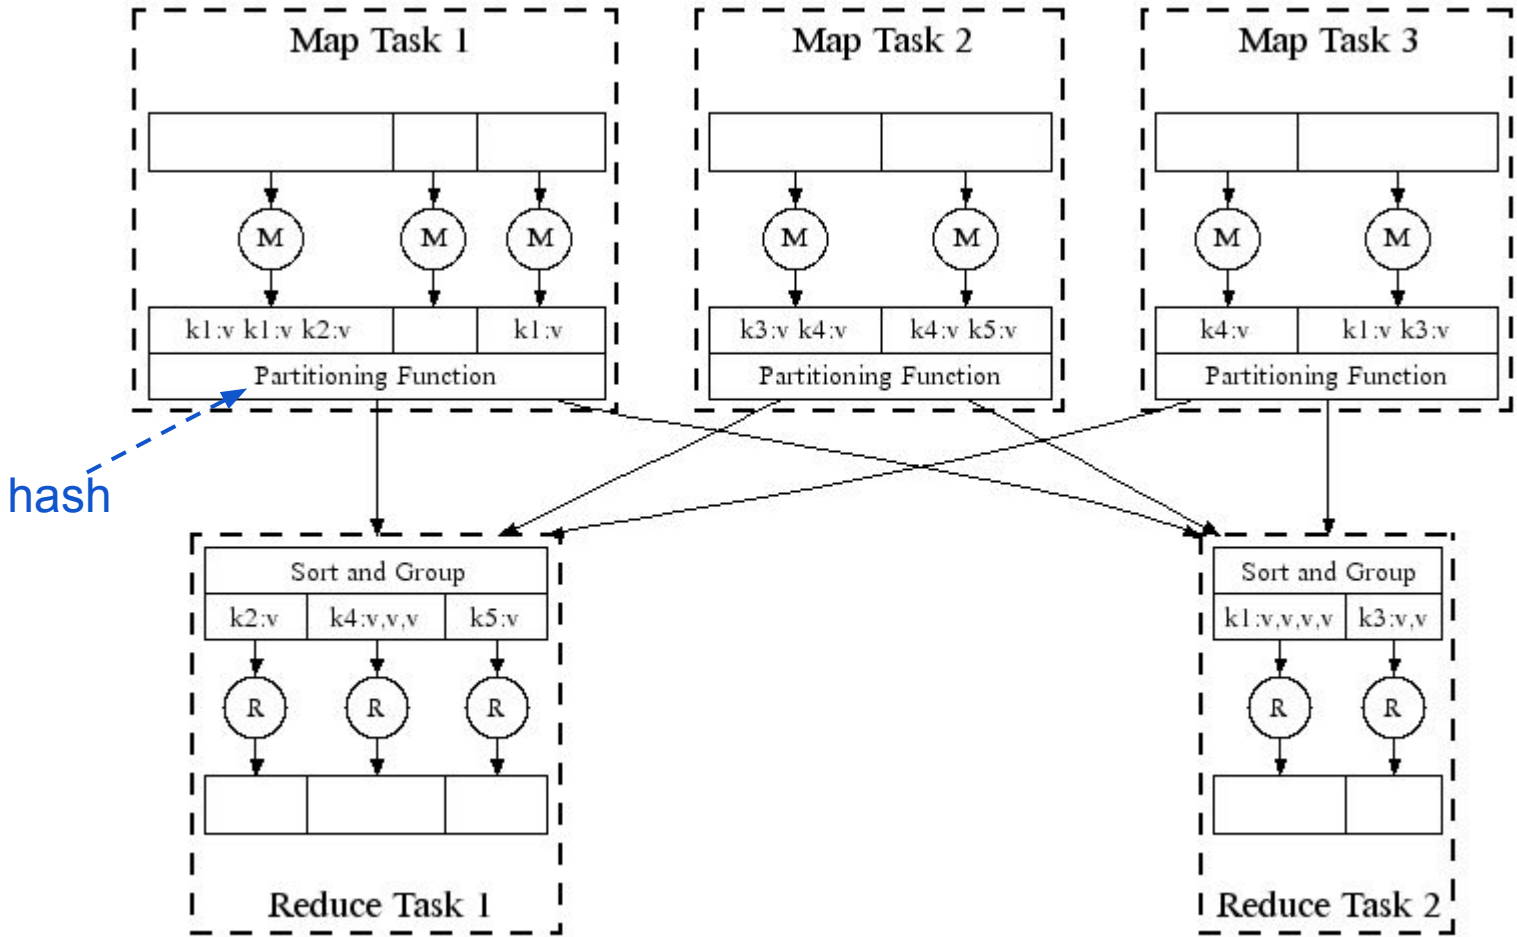 Map Task 1
Map Task 2
Map Task 3
M
M
M
M
M
M
M
k1:v k1:v k2:v
k1:v
k3:v k4:v
k4:v k5:v
k4:v
k1:v k3:v
Partitioning Function
Partitioning Function
Partitioning Function
hash
Sort and Group
Sort and Group
k2:v
k4:v,v,v
k5:v
k1:v,v,v,v
k3:v,v
R
R
R
R
R
Reduce Task 1
Reduce Task 2